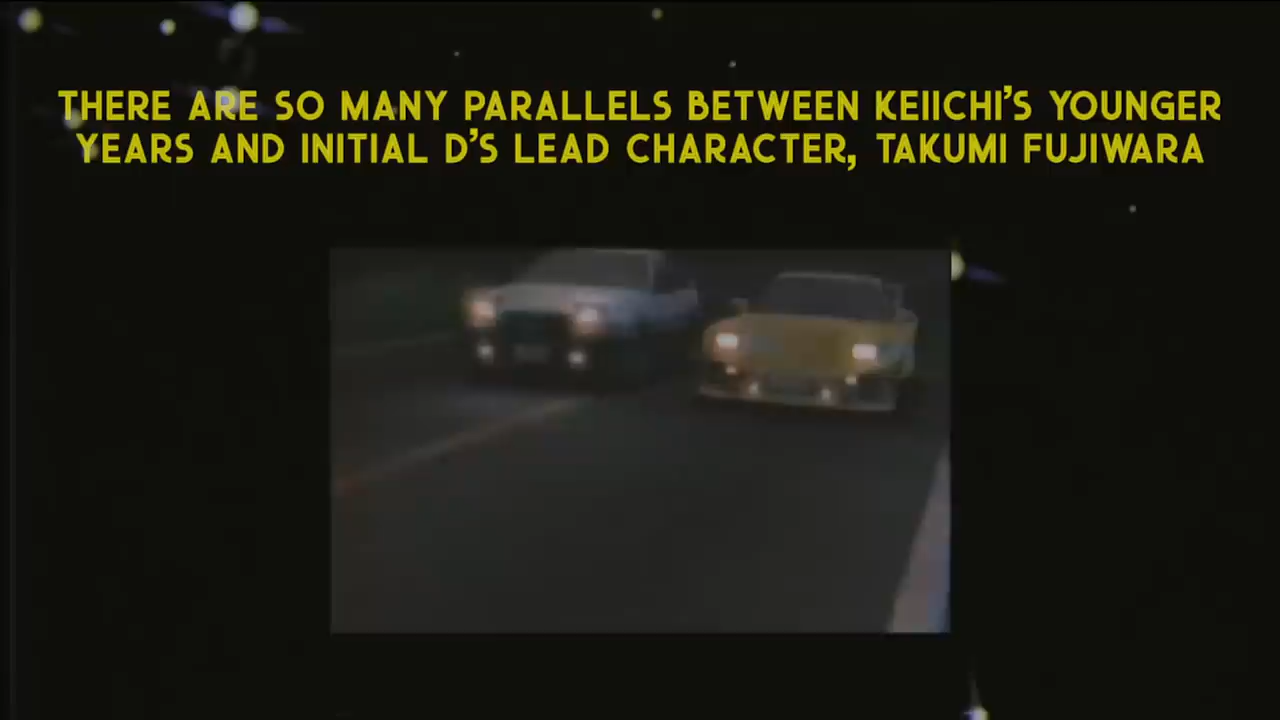 THERE ARE SO MANY PARALLELS BETWEEN KEIICHI'S YOUNGER
YEARS AND INITIAL D'S LEAD CHARACTER, TAKUMI FUJIWARA